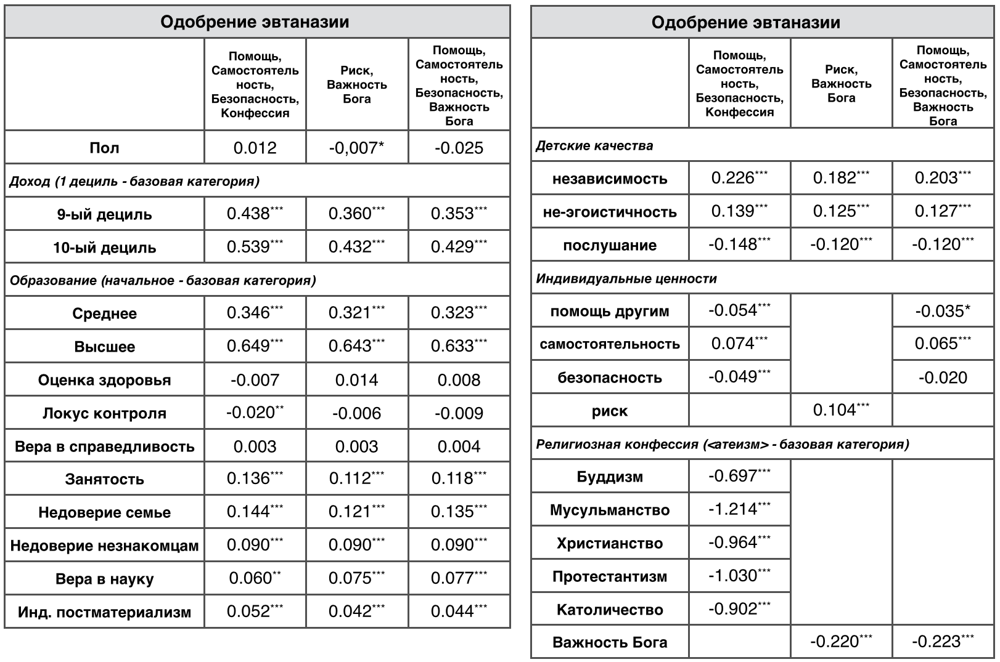 Одобрение эвтаназии
Помощь,
Самостоятель
ность,
Безопасность,
Конфессия
Риск,
Важность
Бога
Помощь,
Самостоятель
ность,
Безопасность,
Важность
Бога
Пол 0.012 -0,007* -0.025
Доход (1 дециль - базовая категория)
9-ый дециль 0.438*** 0.360*** 0.353***
10-ый дециль 0.539*** 0.432*** 0.429***
Образование (начальное - базовая категория)
Среднее 0.346*** 0.321*** 0.323***
Высшее 0.649*** 0.643*** 0.633***
Оценка здоровья -0.007 0.014 0.008
Локус контроля -0.020** -0.006 -0.009
Вера в справедливость 0.003 0.003 0.004
Занятость 0.136*** 0.112*** 0.118***
Недоверие семье 0.144*** 0.121*** 0.135***
Недоверие незнакомцам 0.090*** 0.090*** 0.090***
Вера в науку 0.060** 0.075*** 0.077***
Инд. постматериализм 0.052*** 0.042*** 0.044***
Одобрение эвтаназии
Помощь,
Самостоятель
ность,
Безопасность,
Конфессия
Риск,
Важность
Бога
Помощь,
Самостоятель
ность,
Безопасность,
Важность
Бога
Детские качества
независимость 0.226*** 0.182*** 0.203***
не-эгоистичность 0.139*** 0.125*** 0.127***
послушание -0.148*** -0.120*** -0.120***
Индивидуальные ценности
помощь другим -0.054*** -0.035*
самостоятельность 0.074*** 0.065***
безопасность -0.049*** -0.020
риск 0.104***
Религиозная конфессия (<атеизм> - базовая категория)
Буддизм -0.697***
Мусульманство -1.214***
Христианство -0.964***
Протестантизм -1.030***
Католичество -0.902***
Важность Бога -0.220*** -0.223***